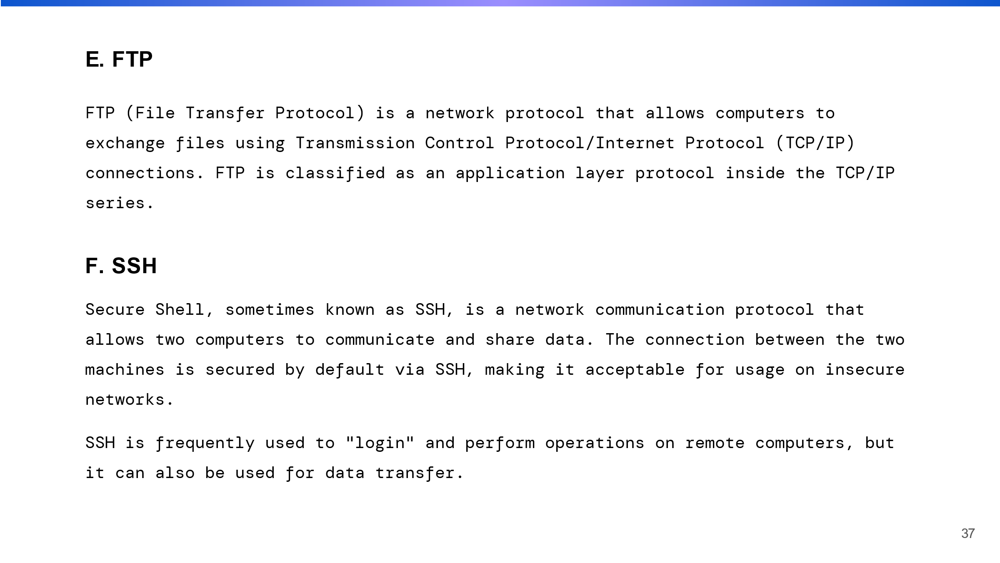 E. FTP
FTP (File Transfer Protocol) is a network protocol that allows computers to
exchange files using Transmission Control Protocol/Internet Protocol (TCP/IP)
connections. FTP is classified as an application layer protocol inside the TCP/IP
series.
F. SSH
Secure Shell, sometimes known as SSH, is a network communication protocol that
allows two computers to communicate and share data. The connection between the two
machines is secured by default via SSH, making it acceptable for usage on insecure
networks.
SSH is frequently used to "login" and perform operations on remote computers, but
it can also be used for data transfer.
37